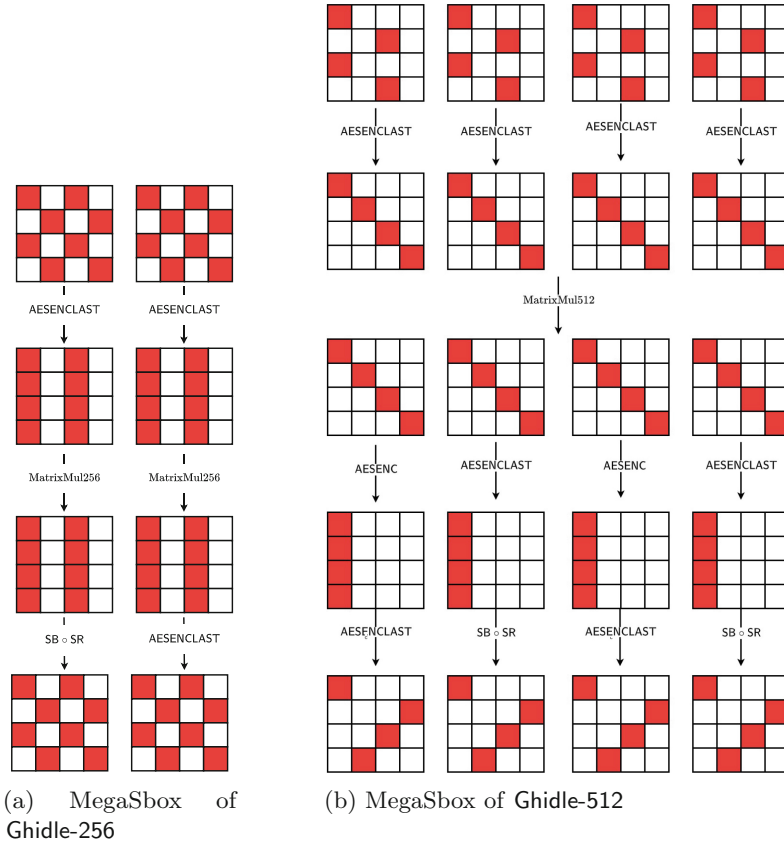 AESENCLAST AESENCLAST AESENCLAST AESENCLAST
MatrixMul512
AESENC AESENCLAST AESENC AESENCLAST
AESENCLAST SB ∘ SR AESENCLAST SB ∘ SR
AESENCLAST AESENCLAST
MatrixMul256 MatrixMul256
SB ∘ SR AESENCLAST
(a) MegaSbox of
Ghidle-256
(b) MegaSbox of Ghidle-512